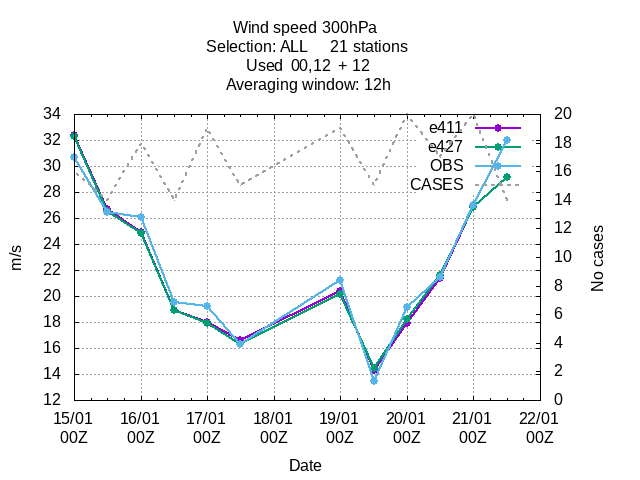 Wind speed 300hPa
Selection: ALL 21 stations
Used 00,12 + 12
Averaging window: 12h
34
32
30
28
26
24
22
20
18
16
14
12
m/s
20
18
16
14
12
10
8
6
4
2
0
No cases
e411
e427
OBS
CASES
15/01 16/01 17/01 18/01 19/01 20/01 21/01 22/01
00Z 00Z 00Z 00Z 00Z 00Z 00Z 00Z
Date